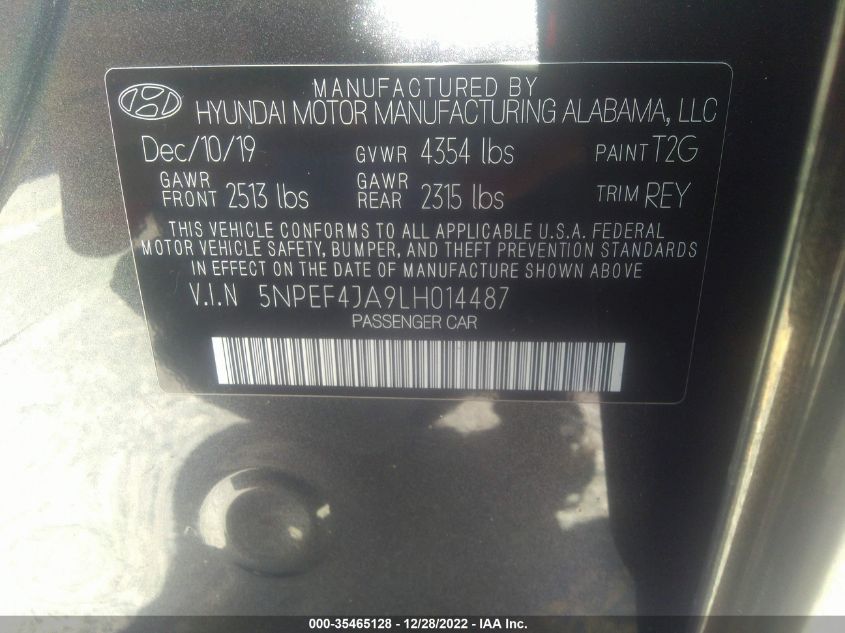 MANUFACTURED BY
HYUNDAI MOTOR MANUFACTURING ALABAMA, LLC
Dec/10/19 GVWR 4354 lbs PAINT T2G
GAWR FRONT 2513 lbs GAWR REAR 2315 lbs TRIM REY
THIS VEHICLE CONFORMS TO ALL APPLICABLE U.S.A. FEDERAL
MOTOR VEHICLE SAFETY, BUMPER, AND THEFT PREVENTION STANDARDS
IN EFFECT ON THE DATE OF MANUFACTURE SHOWN ABOVE
V.I.N 5NPEF4JA9LH014487
PASSENGER CAR
000-35465128 - 12/28/2022 - IAA Inc.